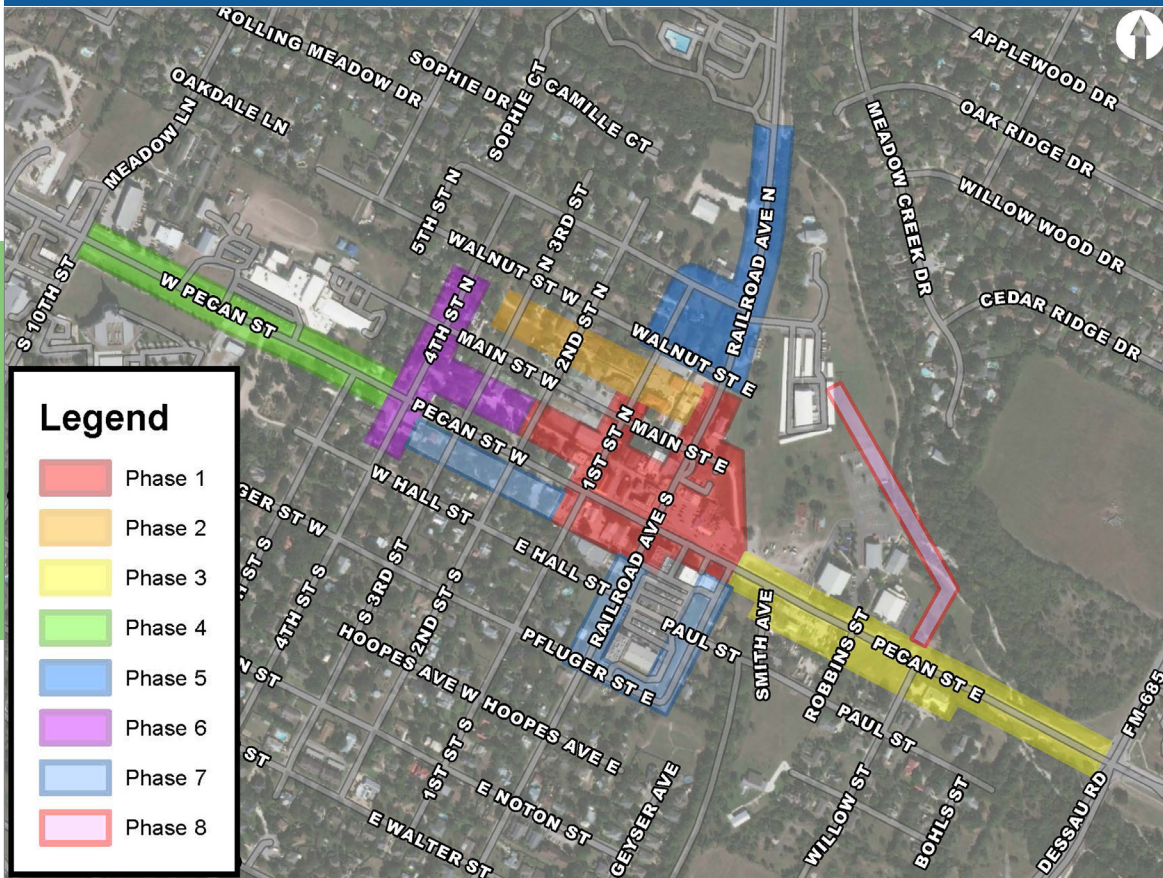 ROLLING MEADOW DR
SOPHIE DR
SOPHIE CT
CAMILLE CT
APPLEWOOD DR
OAKDALE LN
MEADOW LN
OAK RIDGE DR
MEADOW CREEK DR
WILLOW WOOD DR
5TH ST N
N 3RD ST
RAILROAD AVE N
WALNUT ST W
2ND ST N
S 10TH ST
W PECAN ST
4TH ST N
CEDAR RIDGE DR
MAIN ST W
WALNUT ST E
PECAN ST W
1ST ST N
MAIN ST E
W HALL ST
E HALL ST
RAILROAD AVE S
GER ST W
4TH ST S
S 3RD ST
2ND ST S
PFLUGER ST E
PAUL ST
SMITH AVE
ROBBINS ST
PECAN ST E
FM-685
HOOPES AVE W
HOOPES AVE E
N ST
ST
1ST ST S
E NOTON ST
E WALTER ST
GEYSER AVE
PAUL ST
WILLOW ST
BOHLS ST
DESSAU RD
Legend
Phase 1
Phase 2
Phase 3
Phase 4
Phase 5
Phase 6
Phase 7
Phase 8